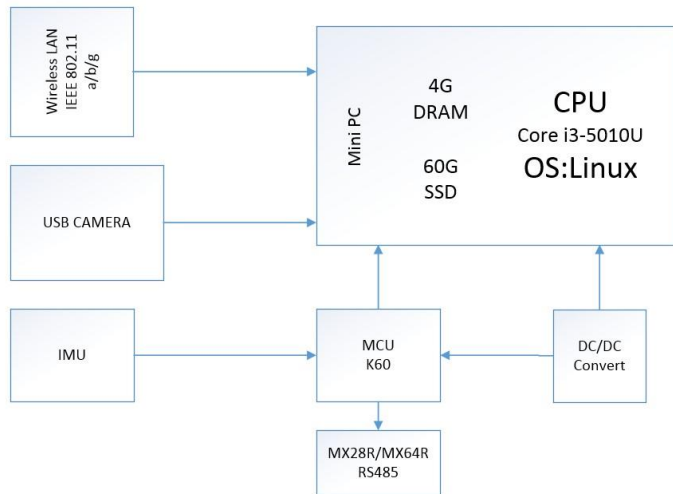 Wireless LAN
IEEE 802.11
a/b/g
Mini PC
4G
DRAM
60G
SSD
CPU
Core i3-5010U
OS:Linux
USB CAMERA
IMU
MCU
K60
DC/DC
Convert
MX28R/MX64R
RS485